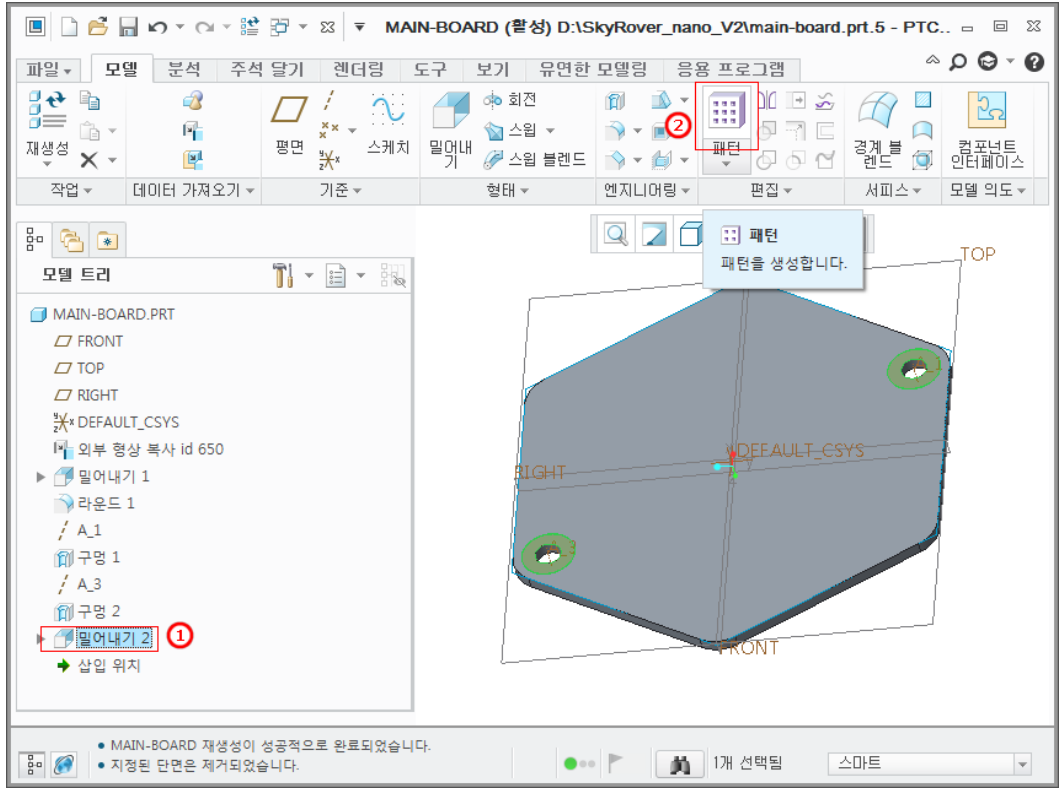 MAIN-BOARD (활성) D:\SkyRover_nano_V2\main-board.prt.5 - PTC..
파일 모델 분석 주석 달기 렌더링 도구 보기 유연한 모델링 응용 프로그램
재생성
평면
스케치
밀어내기
회전
스윕
스윕 블렌드
②
패턴
경계 블렌드
컴포넌트 인터페이스
작업 데이터 가져오기 기준 형태 엔지니어링 편집 서피스 모델 의도
패턴
패턴을 생성합니다.
모델 트리
MAIN-BOARD.PRT
FRONT
TOP
RIGHT
DEFAULT_CSYS
외부 형상 복사 id 650
밀어내기 1
라운드 1
A_1
구멍 1
A_3
구멍 2
밀어내기 2 ①
삽입 위치
TOP
_1
DEFAULT_CSYS
RIGHT
_3
FRONT
• MAIN-BOARD 재생성이 성공적으로 완료되었습니다.
• 지정된 단면은 제거되었습니다.
1개 선택됨
스마트